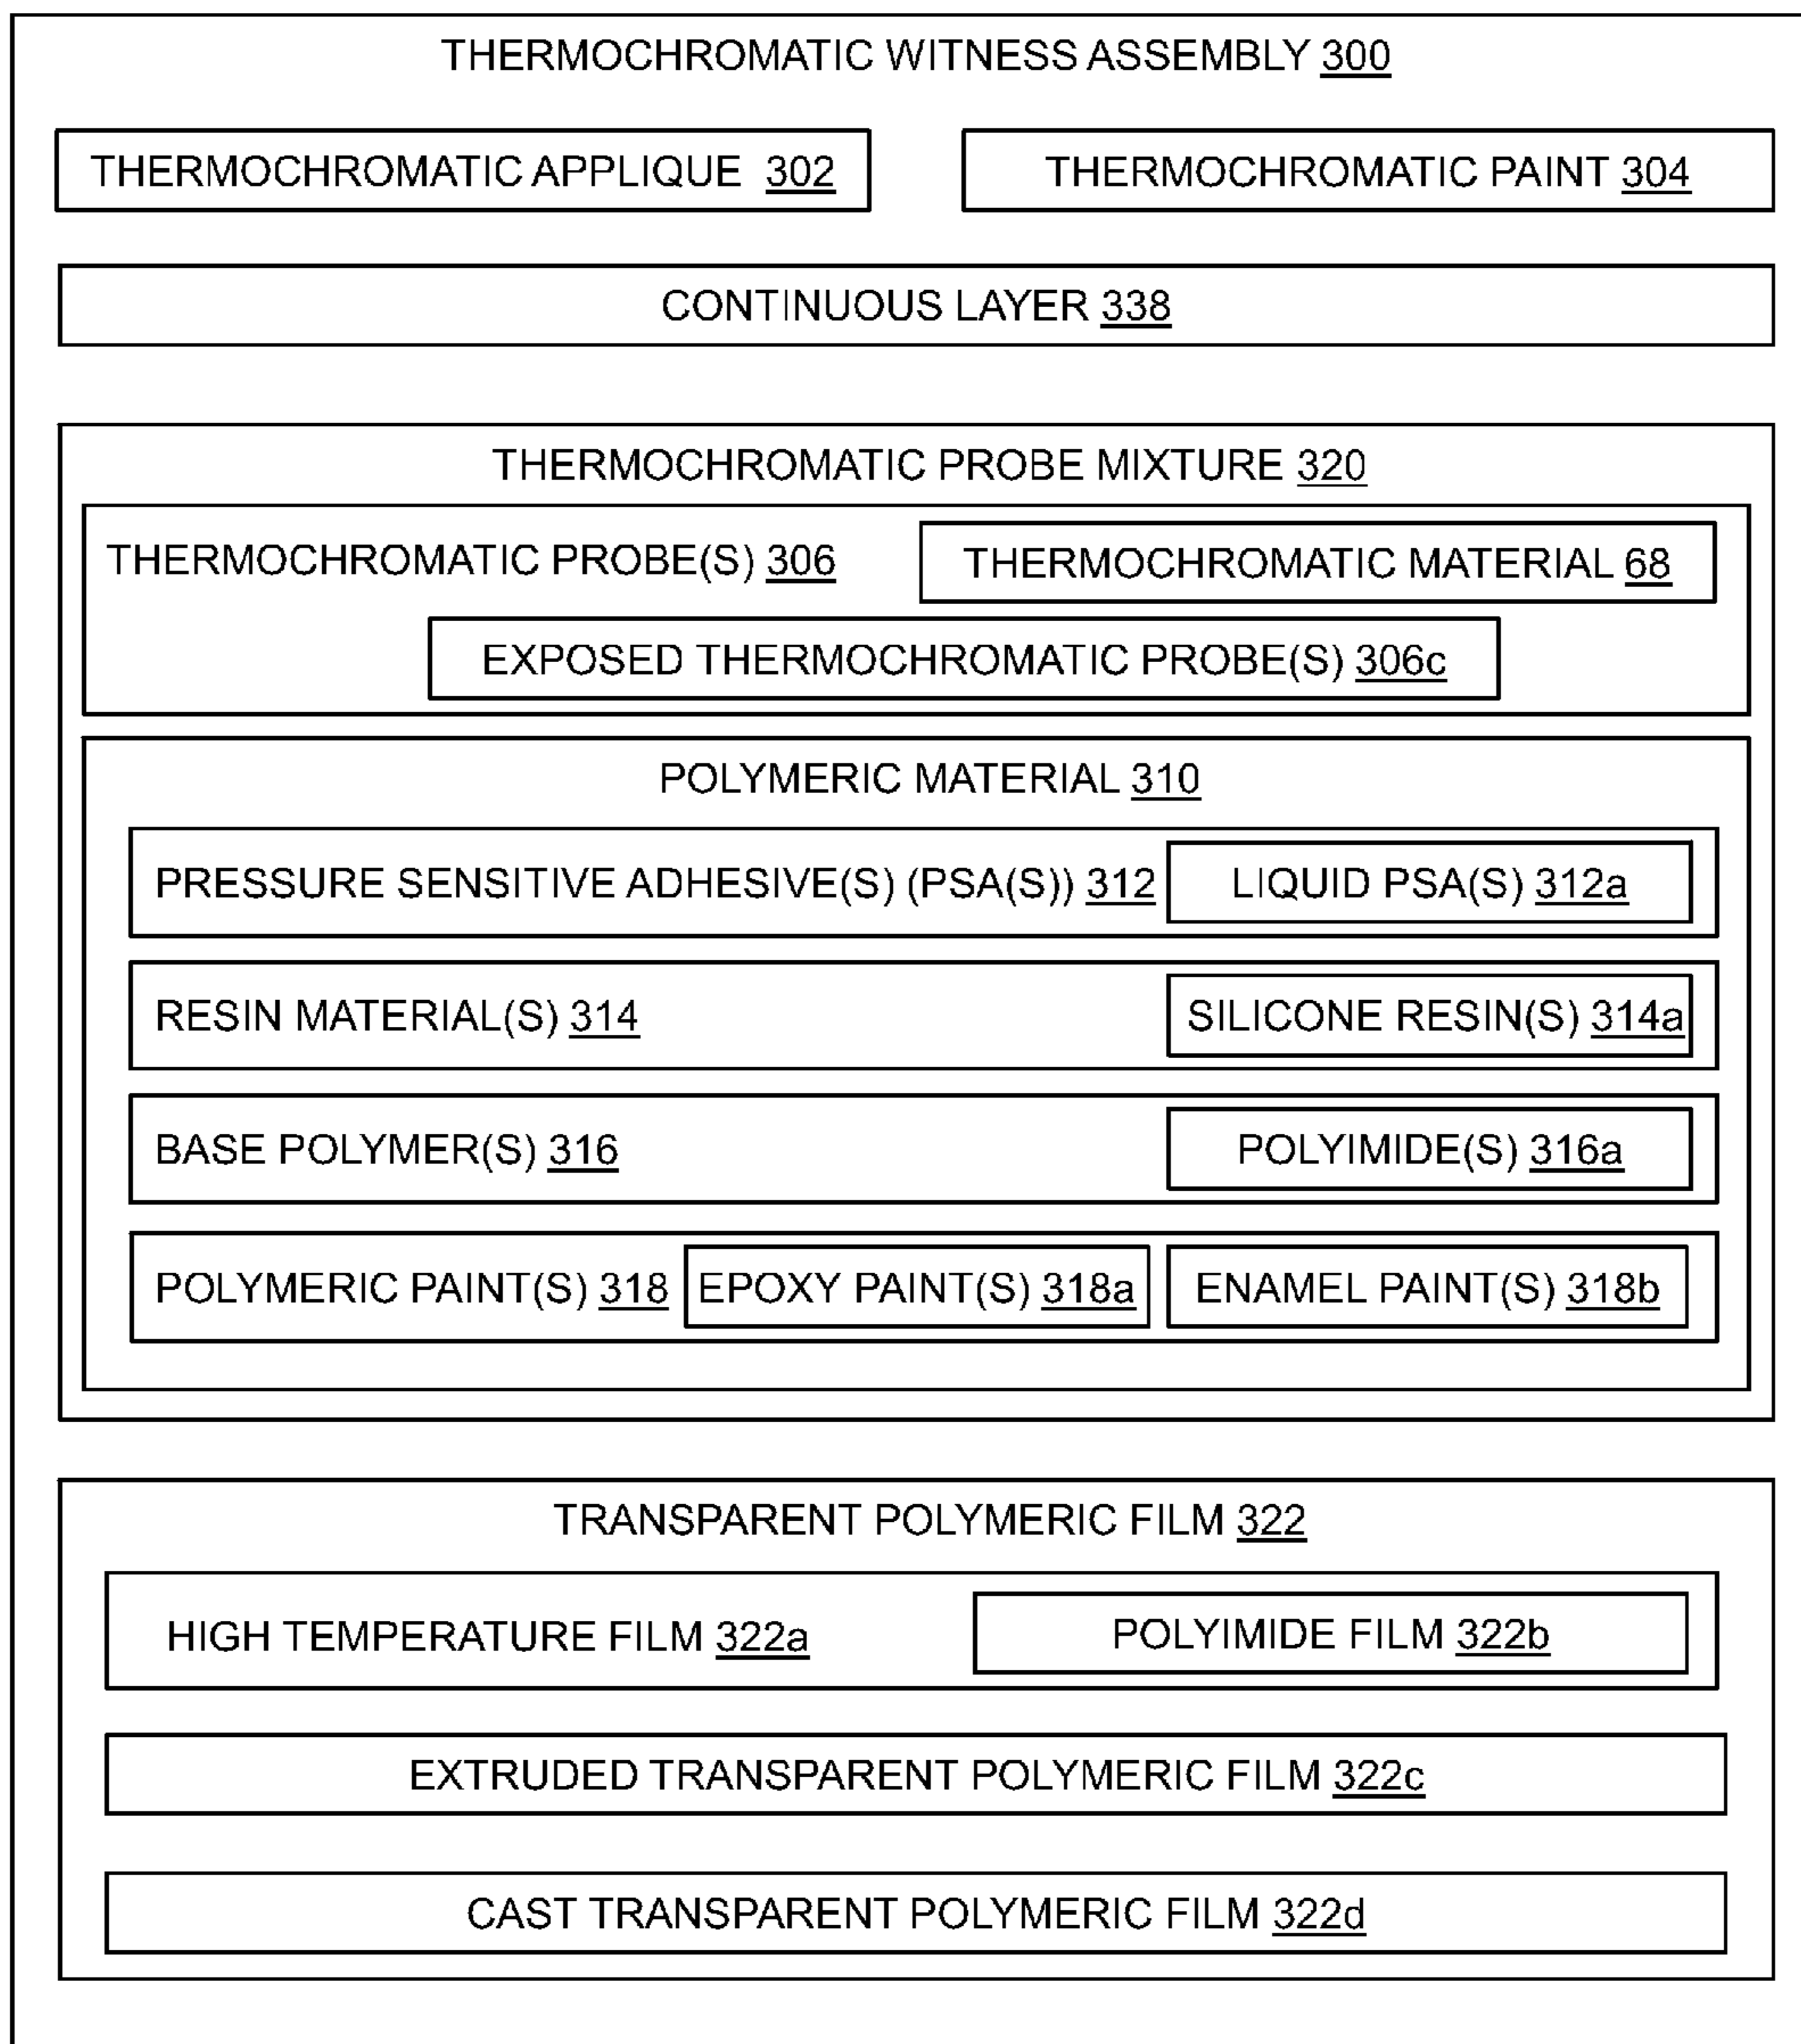 THERMOCHROMATIC WITNESS ASSEMBLY 300
THERMOCHROMATIC APPLIQUE 302
THERMOCHROMATIC PAINT 304
CONTINUOUS LAYER 338
THERMOCHROMATIC PROBE MIXTURE 320
THERMOCHROMATIC PROBE(S) 306
THERMOCHROMATIC MATERIAL 68
EXPOSED THERMOCHROMATIC PROBE(S) 306c
POLYMERIC MATERIAL 310
PRESSURE SENSITIVE ADHESIVE(S) (PSA(S)) 312
LIQUID PSA(S) 312a
RESIN MATERIAL(S) 314
SILICONE RESIN(S) 314a
BASE POLYMER(S) 316
POLYIMIDE(S) 316a
POLYMERIC PAINT(S) 318
EPOXY PAINT(S) 318a
ENAMEL PAINT(S) 318b
TRANSPARENT POLYMERIC FILM 322
HIGH TEMPERATURE FILM 322a
POLYIMIDE FILM 322b
EXTRUDED TRANSPARENT POLYMERIC FILM 322c
CAST TRANSPARENT POLYMERIC FILM 322d